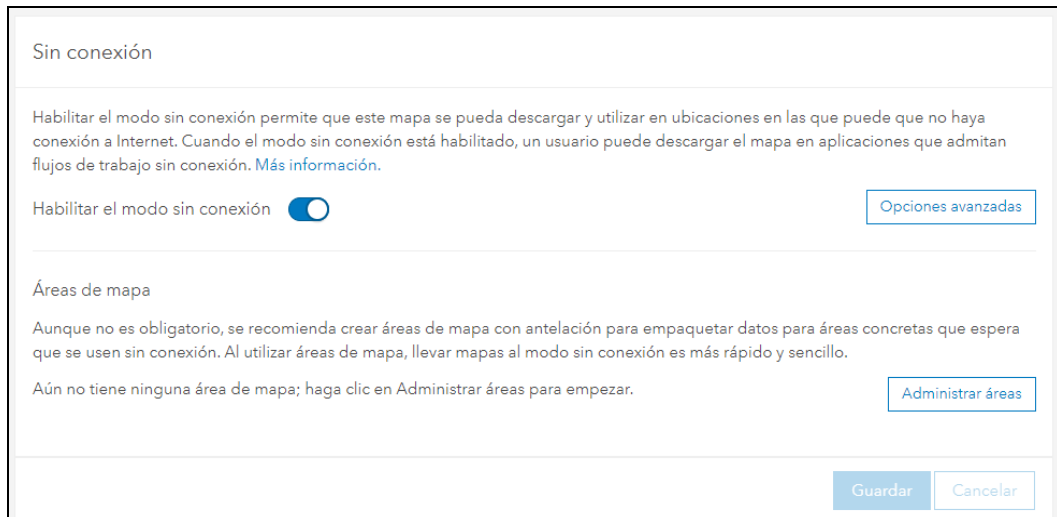 Sin conexión
Habilitar el modo sin conexión permite que este mapa se pueda descargar y utilizar en ubicaciones en las que puede que no haya
conexión a Internet. Cuando el modo sin conexión está habilitado, un usuario puede descargar el mapa en aplicaciones que admitan
flujos de trabajo sin conexión. Más información.
Habilitar el modo sin conexión
Opciones avanzadas
Áreas de mapa
Aunque no es obligatorio, se recomienda crear áreas de mapa con antelación para empaquetar datos para áreas concretas que espera
que se usen sin conexión. Al utilizar áreas de mapa, llevar mapas al modo sin conexión es más rápido y sencillo.
Aún no tiene ninguna área de mapa; haga clic en Administrar áreas para empezar.
Administrar áreas
Guardar
Cancelar